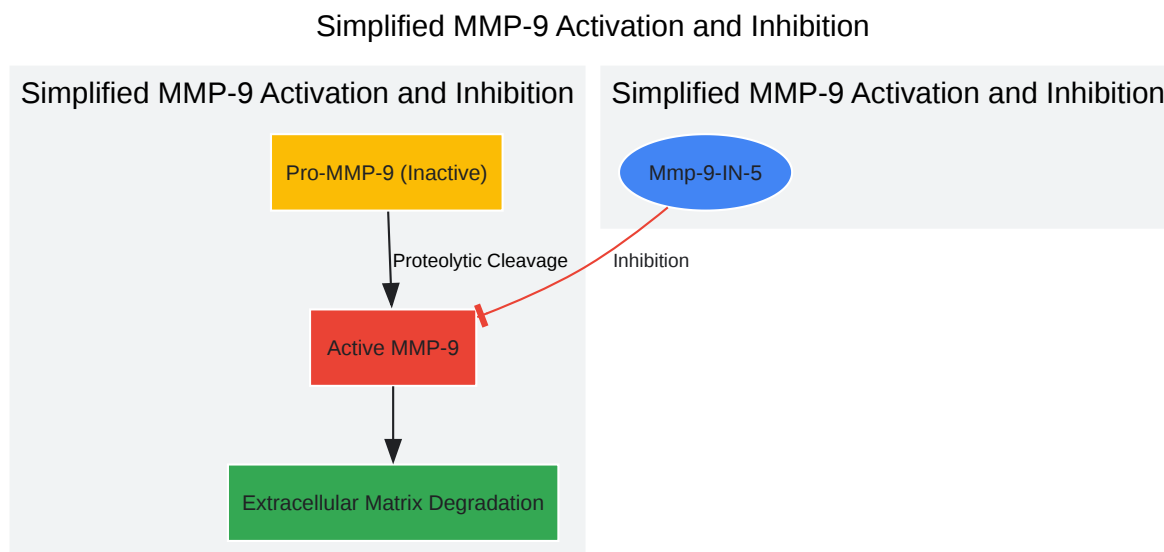 Simplified MMP-9 Activation and Inhibition
Simplified MMP-9 Activation and Inhibition
Simplified MMP-9 Activation and Inhibition
Pro-MMP-9 (Inactive)
Mmp-9-IN-5
Proteolytic Cleavage
Inhibition
Active MMP-9
Extracellular Matrix Degradation